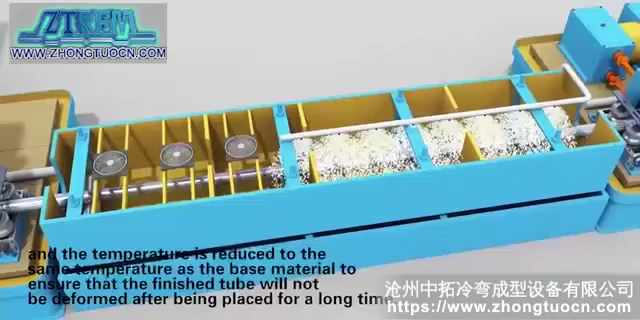 ZTRFM
WWW.ZHONGTUOCN.COM
and the temperature is reduced to the
same temperature as the base material to
ensure that the finished tube will not
be deformed after being placed for a long time
沧州中拓冷弯成型设备有限公司
https://www.zhongtuocn.com